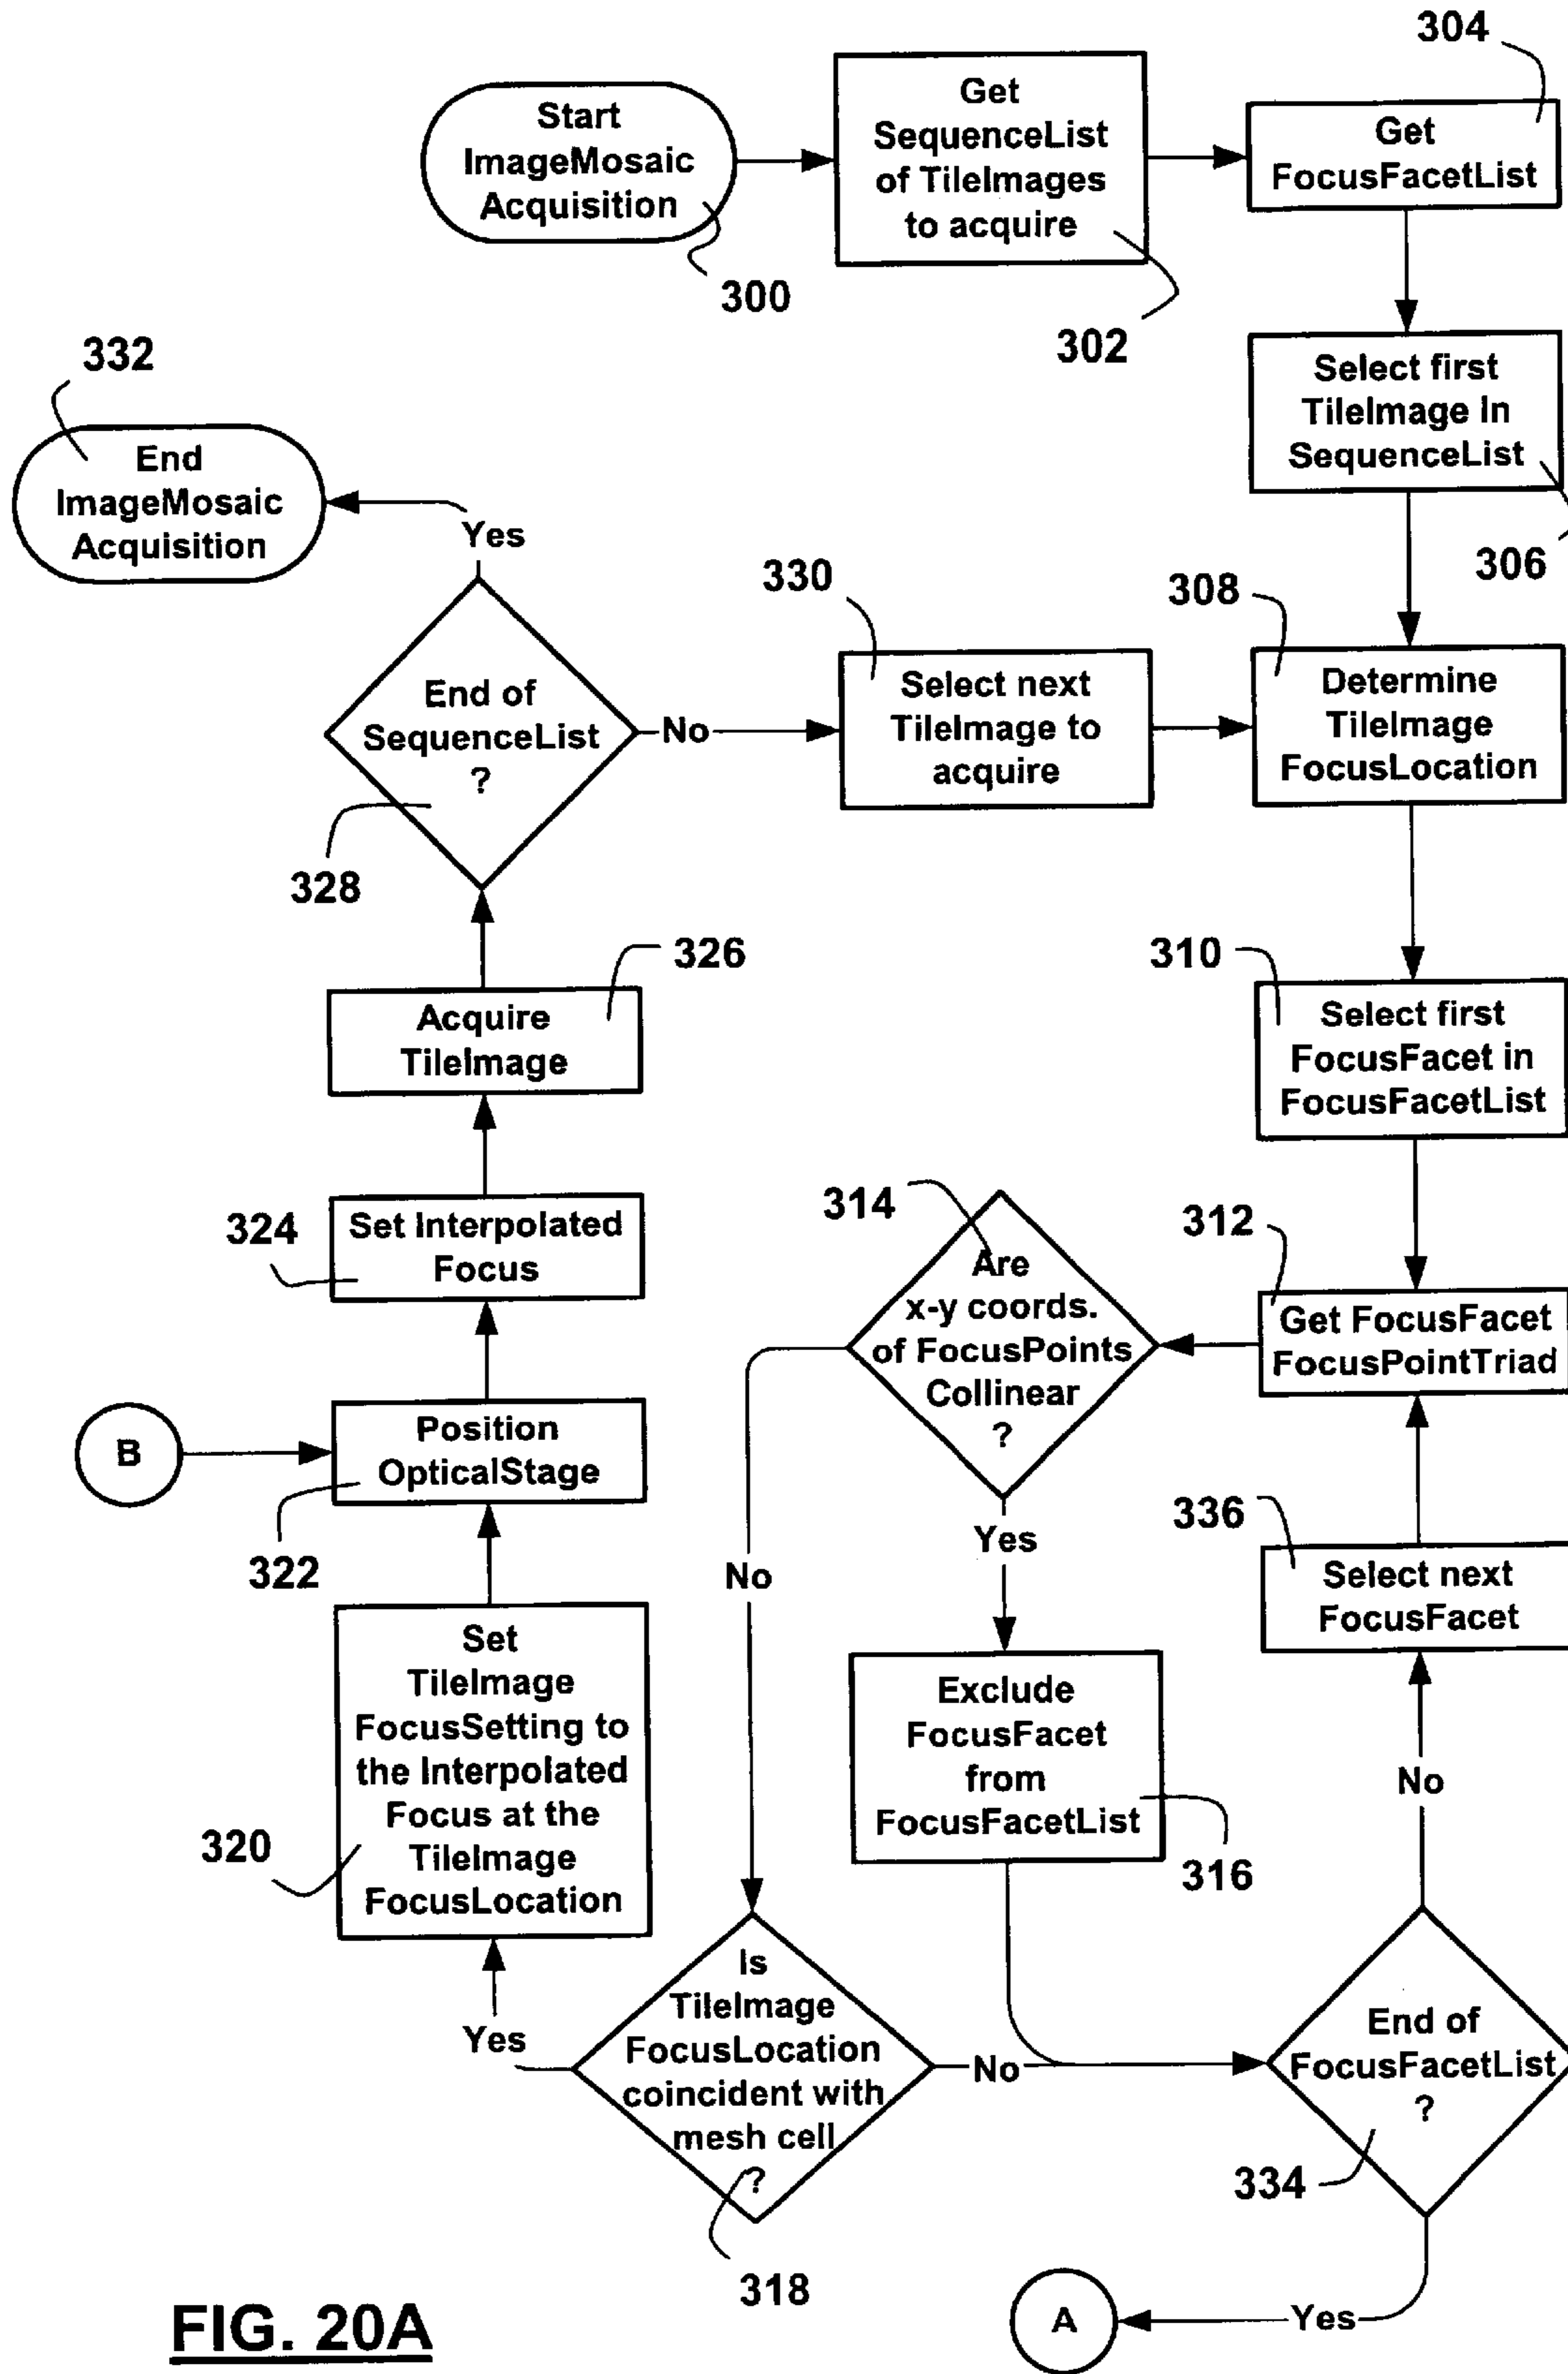 304
Start
ImageMosaic
Acquisition
300
Get
SequenceList
of TileImages
to acquire
302
Get
FocusFacetList
332
End
ImageMosaic
Acquisition
Select first
TileImage In
SequenceList
306
Yes
End of
SequenceList
?
328
No
330
Select next
TileImage to
acquire
308
Determine
TileImage
FocusLocation
326
Acquire
TileImage
310
Select first
FocusFacet in
FocusFacetList
324
Set Interpolated
Focus
314
Are
x-y coords.
of FocusPoints
Collinear
?
312
Get FocusFacet
FocusPointTriad
B
Position
OpticalStage
322
No
Yes
336
Select next
FocusFacet
Set
TileImage
FocusSetting to
the Interpolated
Focus at the
TileImage
FocusLocation
320
Exclude
FocusFacet
from
FocusFacetList
316
No
Yes
Is
TileImage
FocusLocation
coincident with
mesh cell
?
318
No
End of
FocusFacetList
?
334
A
Yes
FIG. 20A